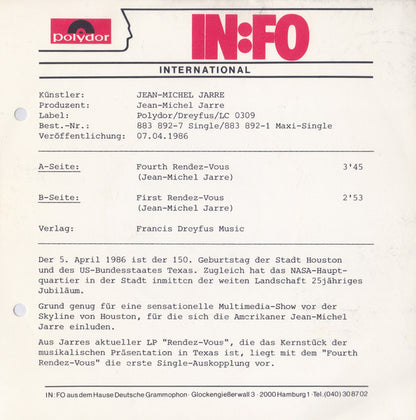 polydor
IN:FO
INTERNATIONAL
Künstler: JEAN-MICHEL JARRE
Produzent: Jean-Michel Jarre
Label: Polydor/Dreyfus/LC 0309
Best.-Nr.: 883 892-7 Single/883 892-1 Maxi-Single
Veröffentlichung: 07.04.1986
A-Seite: Fourth Rendez-Vous 3'45
(Jean-Michel Jarre)
B-Seite: First Rendez-Vous 2'53
(Jean-Michel Jarre)
Verlag: Francis Dreyfus Music
Der 5. April 1986 ist der 150. Geburtstag der Stadt Houston
und des US-Bundesstaates Texas. Zugleich hat das NASA-Haupt-
quartier in der Stadt inmittcn der weiten Landschaft 25jähriges
Jubiläum.
Grund genug für eine sensationelle Multimedia-Show vor der
Skyline von Houston, für die sich die Amcrikaner Jean-Michel
Jarre einluden.
Aus Jarres aktueller LP "Rendez-Vous", die das Kernstück der
musikalischen Präsentation in Texas ist, liegt mit dem "Fourth
Rendez-Vous" die erste Single-Auskopplung vor.
IN:FO aus dem Hause Deutsche Grammophon · Glockengießerwall 3 · 2000 Hamburg 1 · Tel. (040) 30 87 02